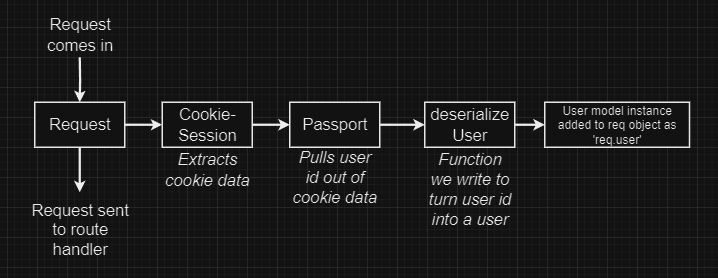 Request
comes in
Request
Cookie-
Session
Passport
deserialize
User
User model instance
added to req object as
'req.user'
Extracts
cookie data
Pulls user
id out of
cookie data
Function
we write to
turn user id
into a user
Request sent
to route
handler